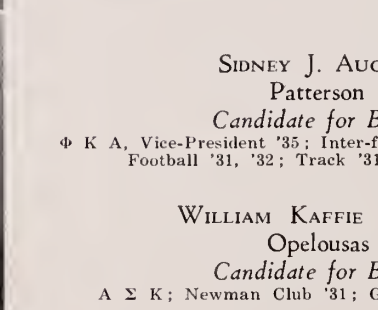 Sidney J. Auc
Patterson
Candidate for B
Φ K A, Vice-President '35; Inter-f
Football '31, '32; Track '31
William Kaffie
Opelousas
Candidate for B
A Σ K; Newman Club '31; G